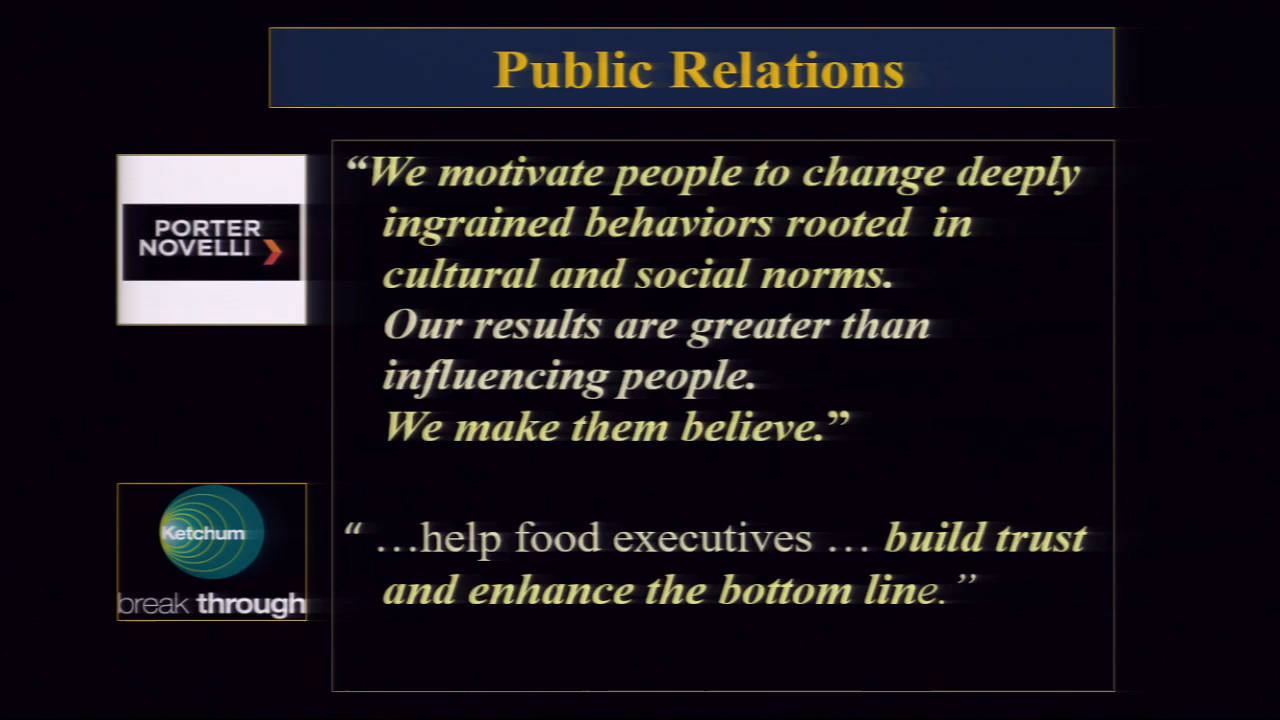 Public Relations
PORTER
NOVELLI
“We motivate people to change deeply
ingrained behaviors rooted in
cultural and social norms.
Our results are greater than
influencing people.
We make them believe.”
Ketchum
break through
“ …help food executives … build trust
and enhance the bottom line.”